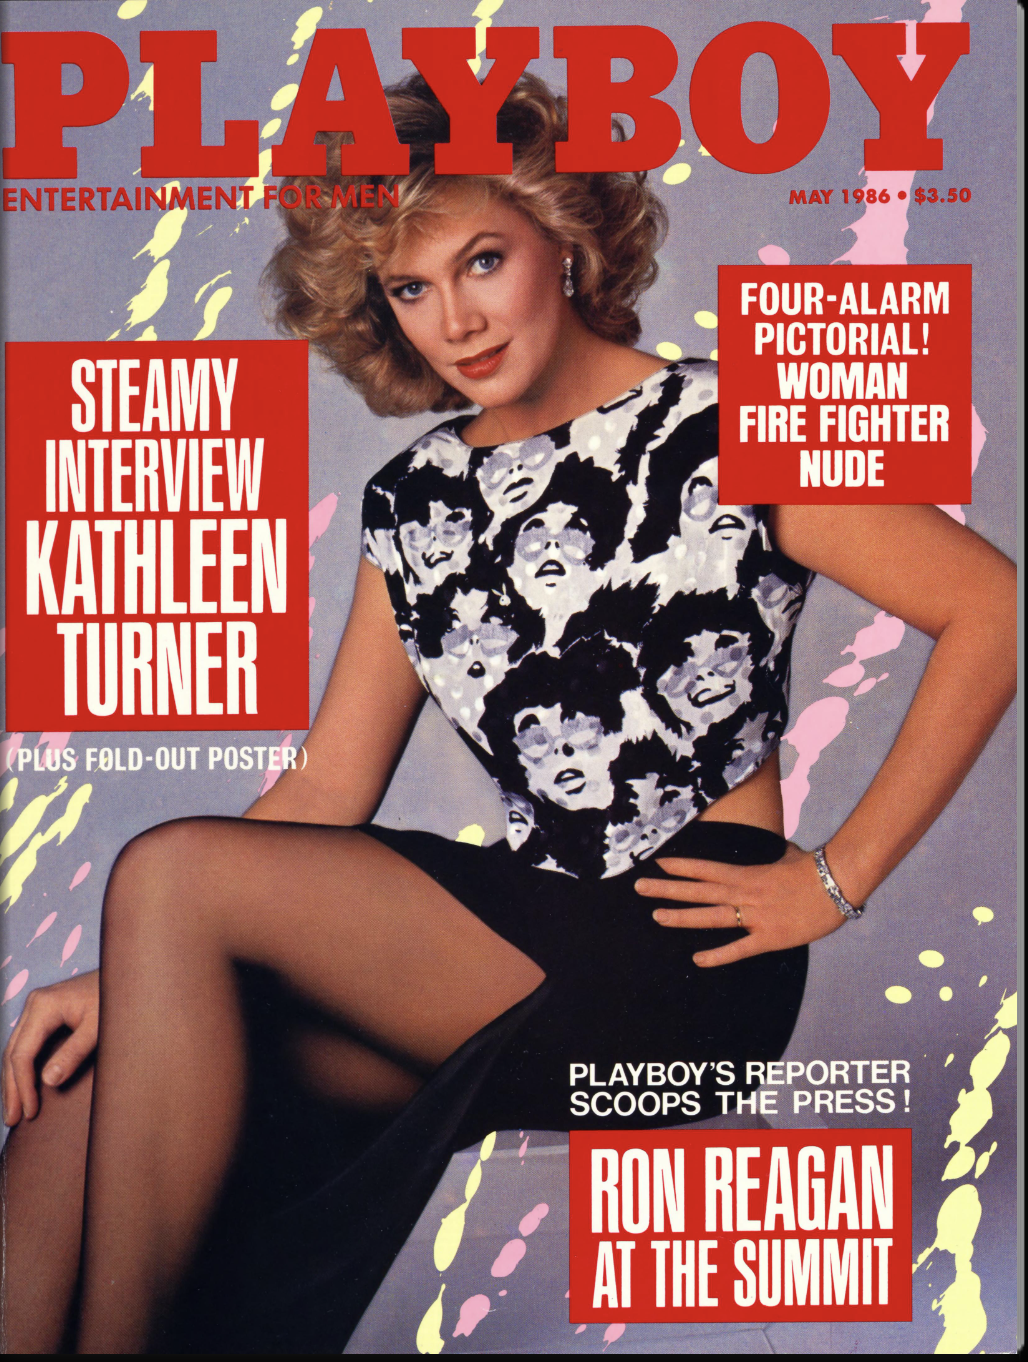 PLAYBOY
ENTERTAINMENT FOR MEN
MAY 1986 • $3.50
FOUR-ALARM
PICTORIAL!
WOMAN
FIRE FIGHTER
NUDE
STEAMY
INTERVIEW
KATHLEEN
TURNER
(PLUS FOLD-OUT POSTER)
PLAYBOY'S REPORTER
SCOOPS THE PRESS!
RON REAGAN
AT THE SUMMIT